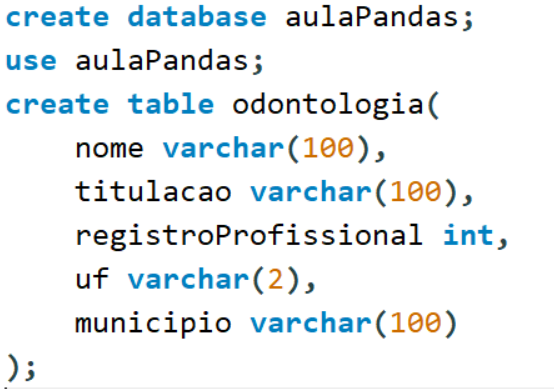 create database aulaPandas;
use aulaPandas;
create table odontologia(
    nome varchar(100),
    titulacao varchar(100),
    registroProfissional int,
    uf varchar(2),
    municipio varchar(100)
);